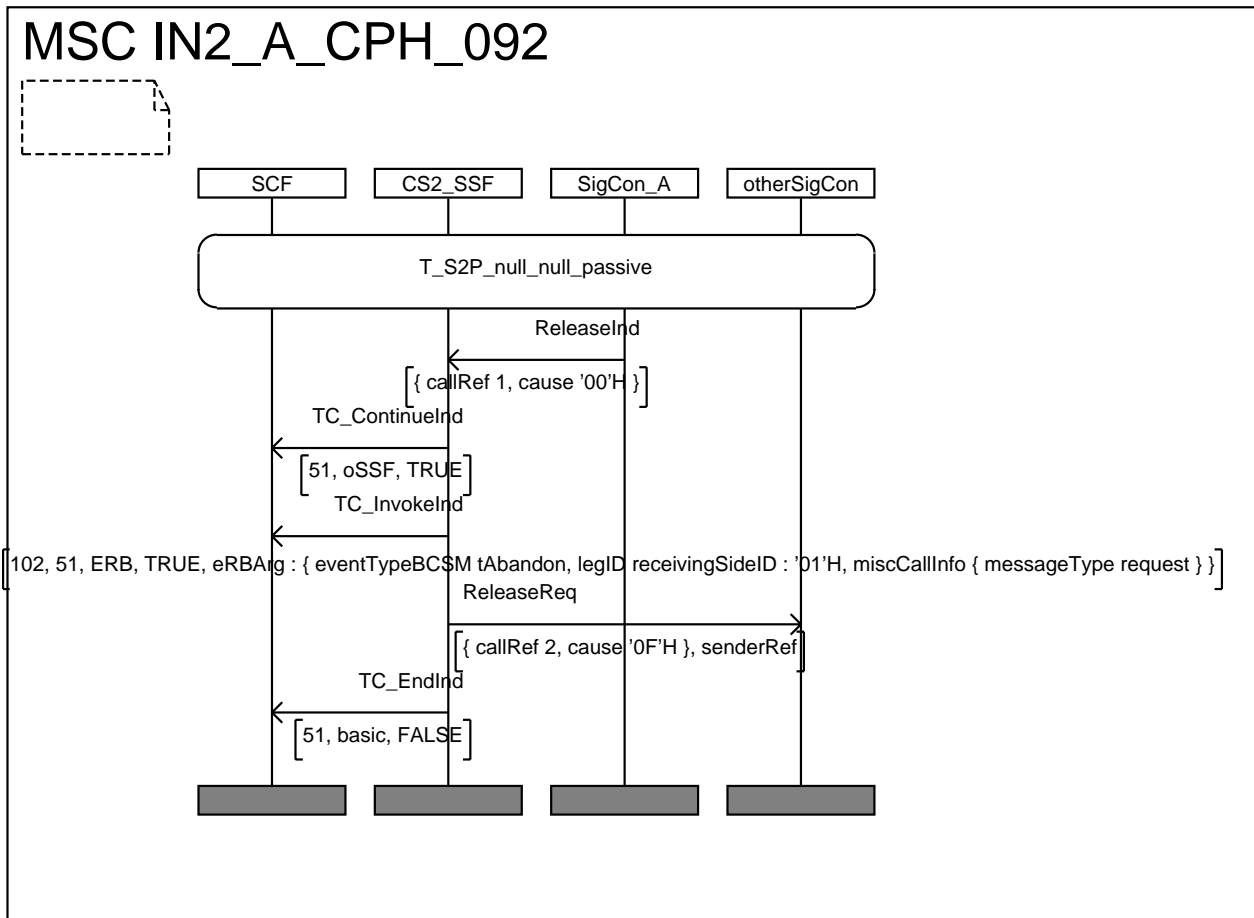 MSC IN2_A_CPH_092
SCF
CS2_SSF
SigCon_A
otherSigCon
T_S2P_null_null_passive
ReleaseInd
{ callRef 1, cause ’00’H }
TC_ContinueInd
51, oSSF, TRUE
TC_InvokeInd
102, 51, ERB, TRUE, eRBArg : { eventTypeBCSM tAbandon, legID receivingSideID : ’01’H, miscCallInfo { messageType request } }
ReleaseReq
{ callRef 2, cause ’0F’H }, senderRef
TC_EndInd
51, basic, FALSE